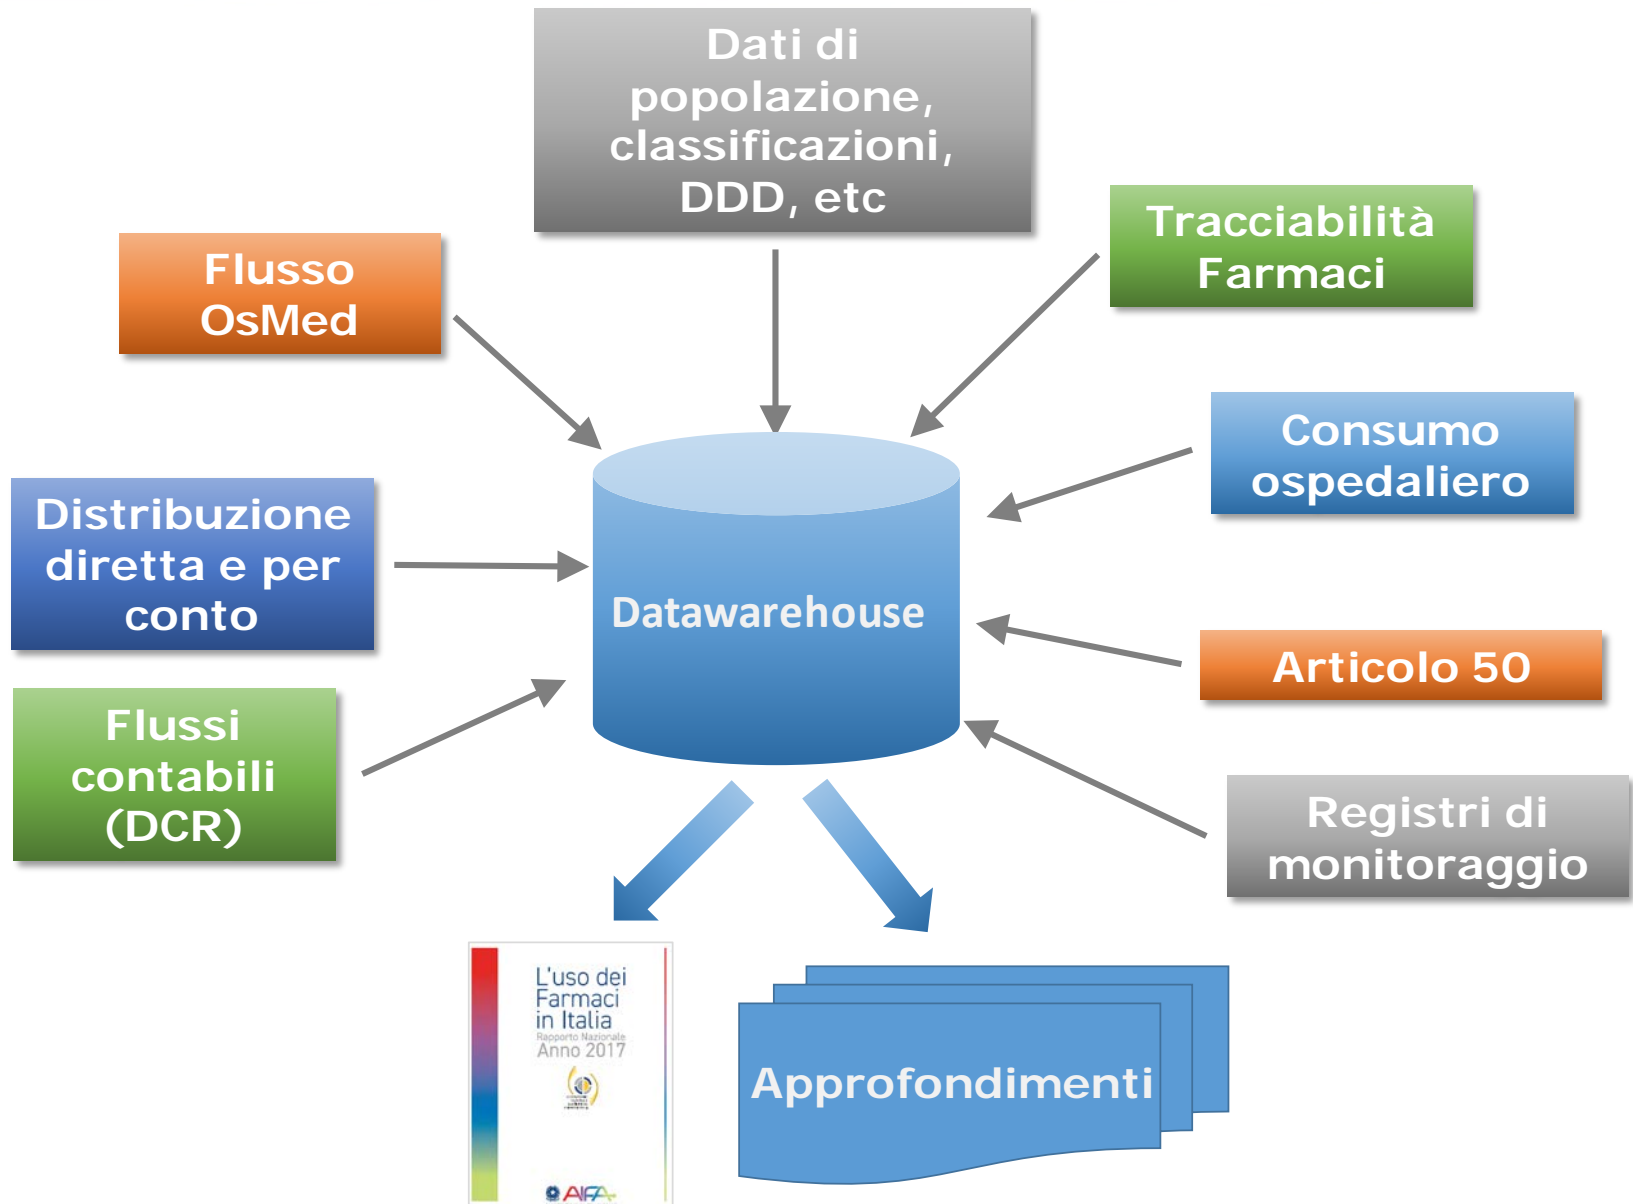 Dati di
popolazione,
classificazioni,
DDD, etc
Tracciabilità
Farmaci
Flusso
OsMed
Consumo
ospedaliero
Distribuzione
diretta e per
conto
Datawarehouse
Articolo 50
Flussi
contabili
(DCR)
Registri di
monitoraggio
L'uso dei
Farmaci
in Italia
Rapporto Nazionale
Anno 2017
AIFA
Approfondimenti